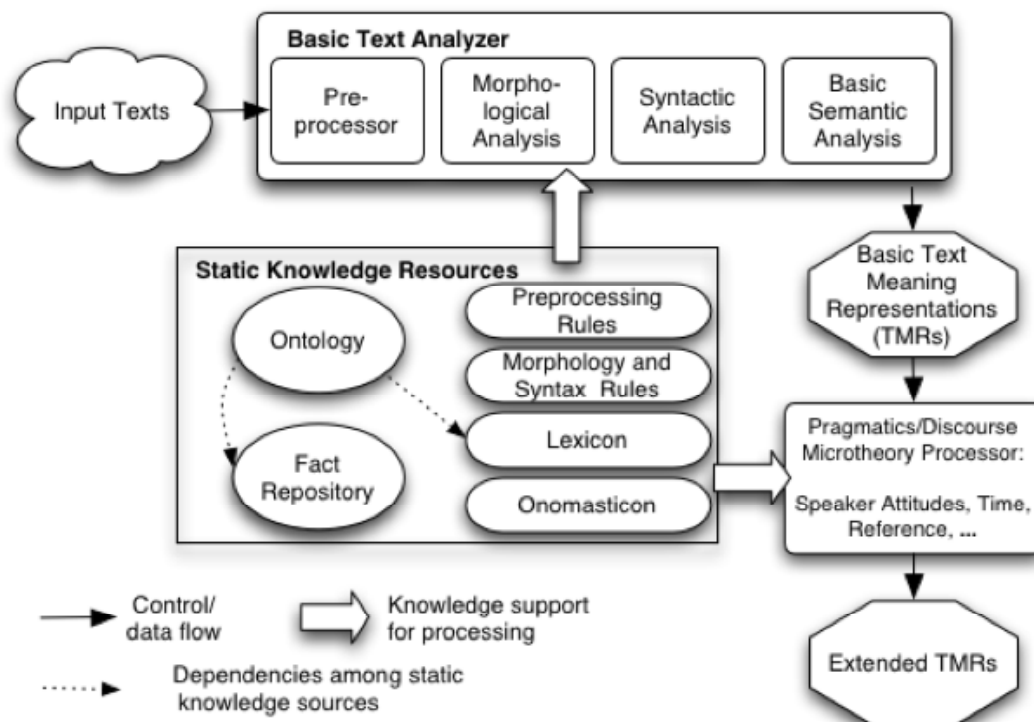 Basic Text Analyzer
Input Texts
Pre-
processor
Morpho-
logical
Analysis
Syntactic
Analysis
Basic
Semantic
Analysis
Static Knowledge Resources
Ontology
Fact
Repository
Preprocessing
Rules
Morphology and
Syntax Rules
Lexicon
Onomasticon
Basic Text
Meaning
Representations
(TMRs)
Pragmatics/Discourse
Microtheory Processor:
Speaker Attitudes, Time,
Reference, ...
Extended TMRs
Control/
data flow
Knowledge support
for processing
Dependencies among static
knowledge sources